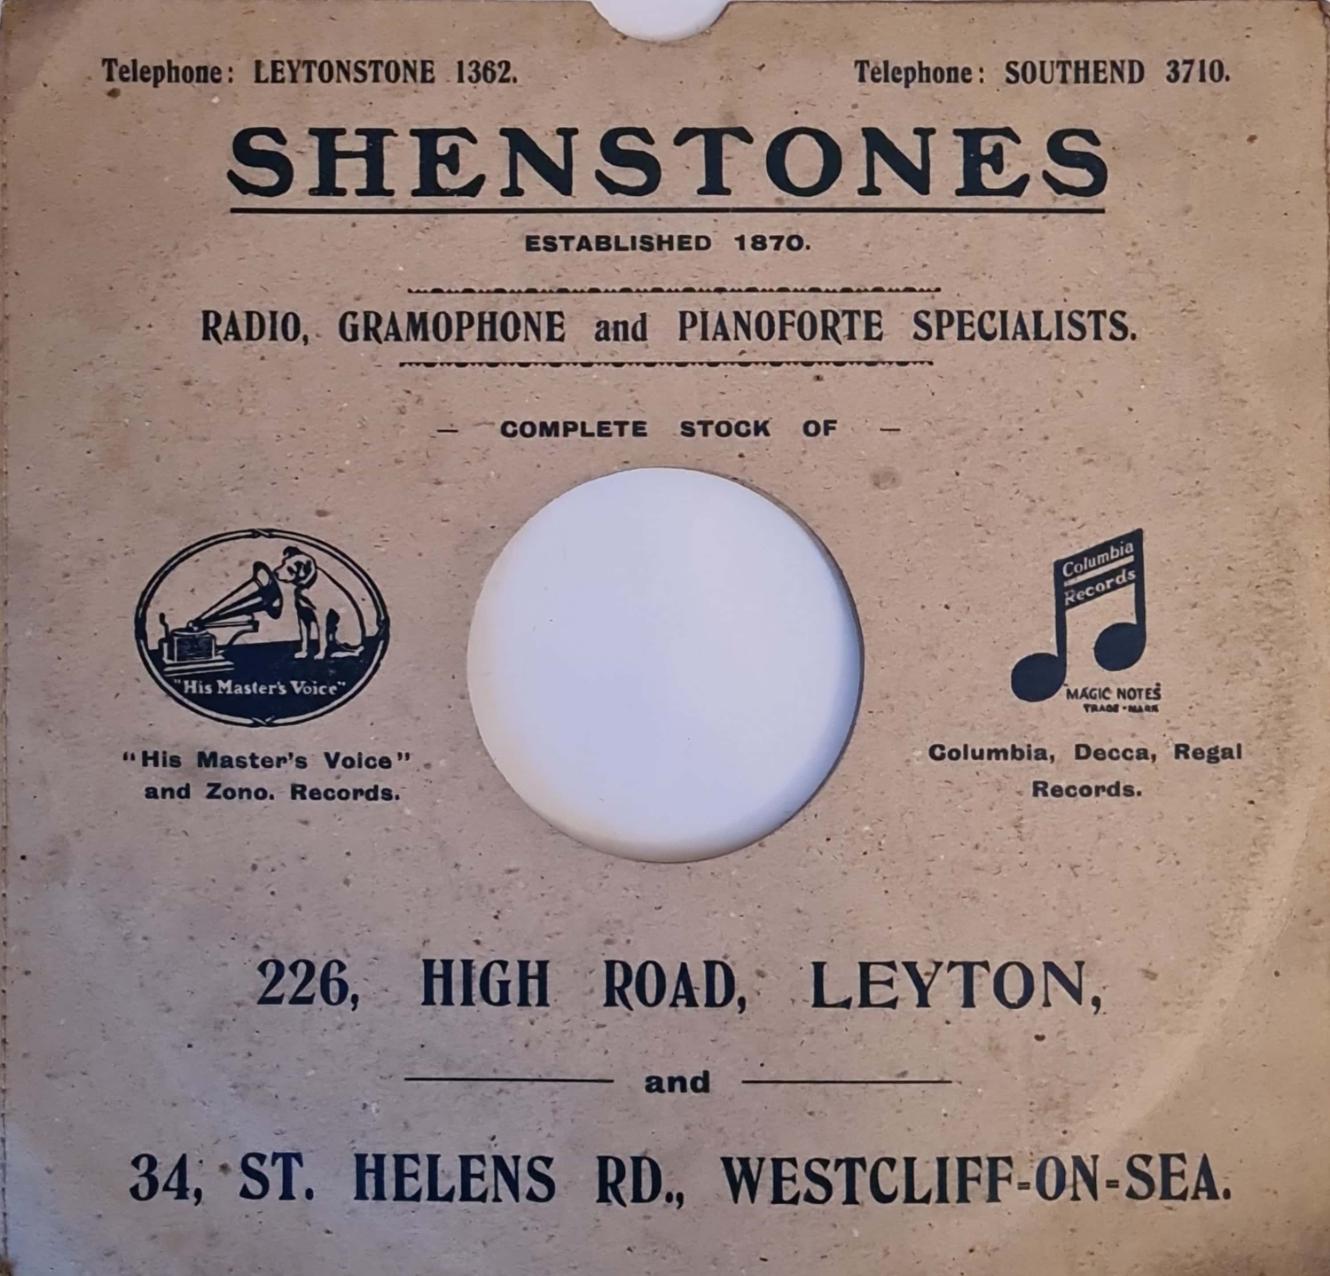 Telephone: LEYTONSTONE 1362. Telephone: SOUTHEND 3710.
SHENSTONES
ESTABLISHED 1870.
RADIO, GRAMOPHONE and PIANOFORTE SPECIALISTS.
— COMPLETE STOCK OF —
"His Master's Voice"
"His Master's Voice"
and Zono. Records.
Columbia
Records
"MAGIC NOTES"
TRADE-MARK
Columbia, Decca, Regal
Records.
226, HIGH ROAD, LEYTON,
and
34, ST. HELENS RD., WESTCLIFF-ON-SEA.